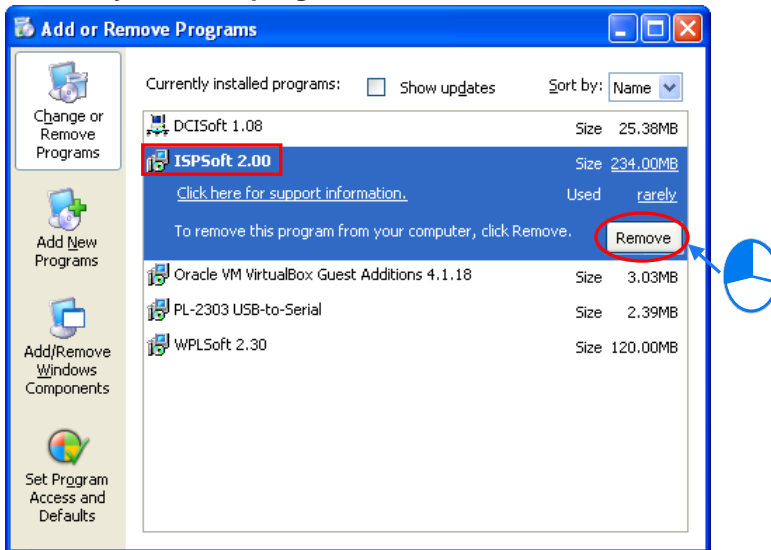 Add or Remove Programs
Currently installed programs: Show updates Sort by: Name
Change or
Remove
Programs
DCISoft 1.08 Size 25.38MB
ISPSoft 2.00 Size 234.00MB
Click here for support information. Used rarely
To remove this program from your computer, click Remove. Remove
Add New
Programs
Oracle VM VirtualBox Guest Additions 4.1.18 Size 3.03MB
PL-2303 USB-to-Serial Size 2.39MB
WPLSoft 2.30 Size 120.00MB
Add/Remove
Windows
Components
Set Program
Access and
Defaults